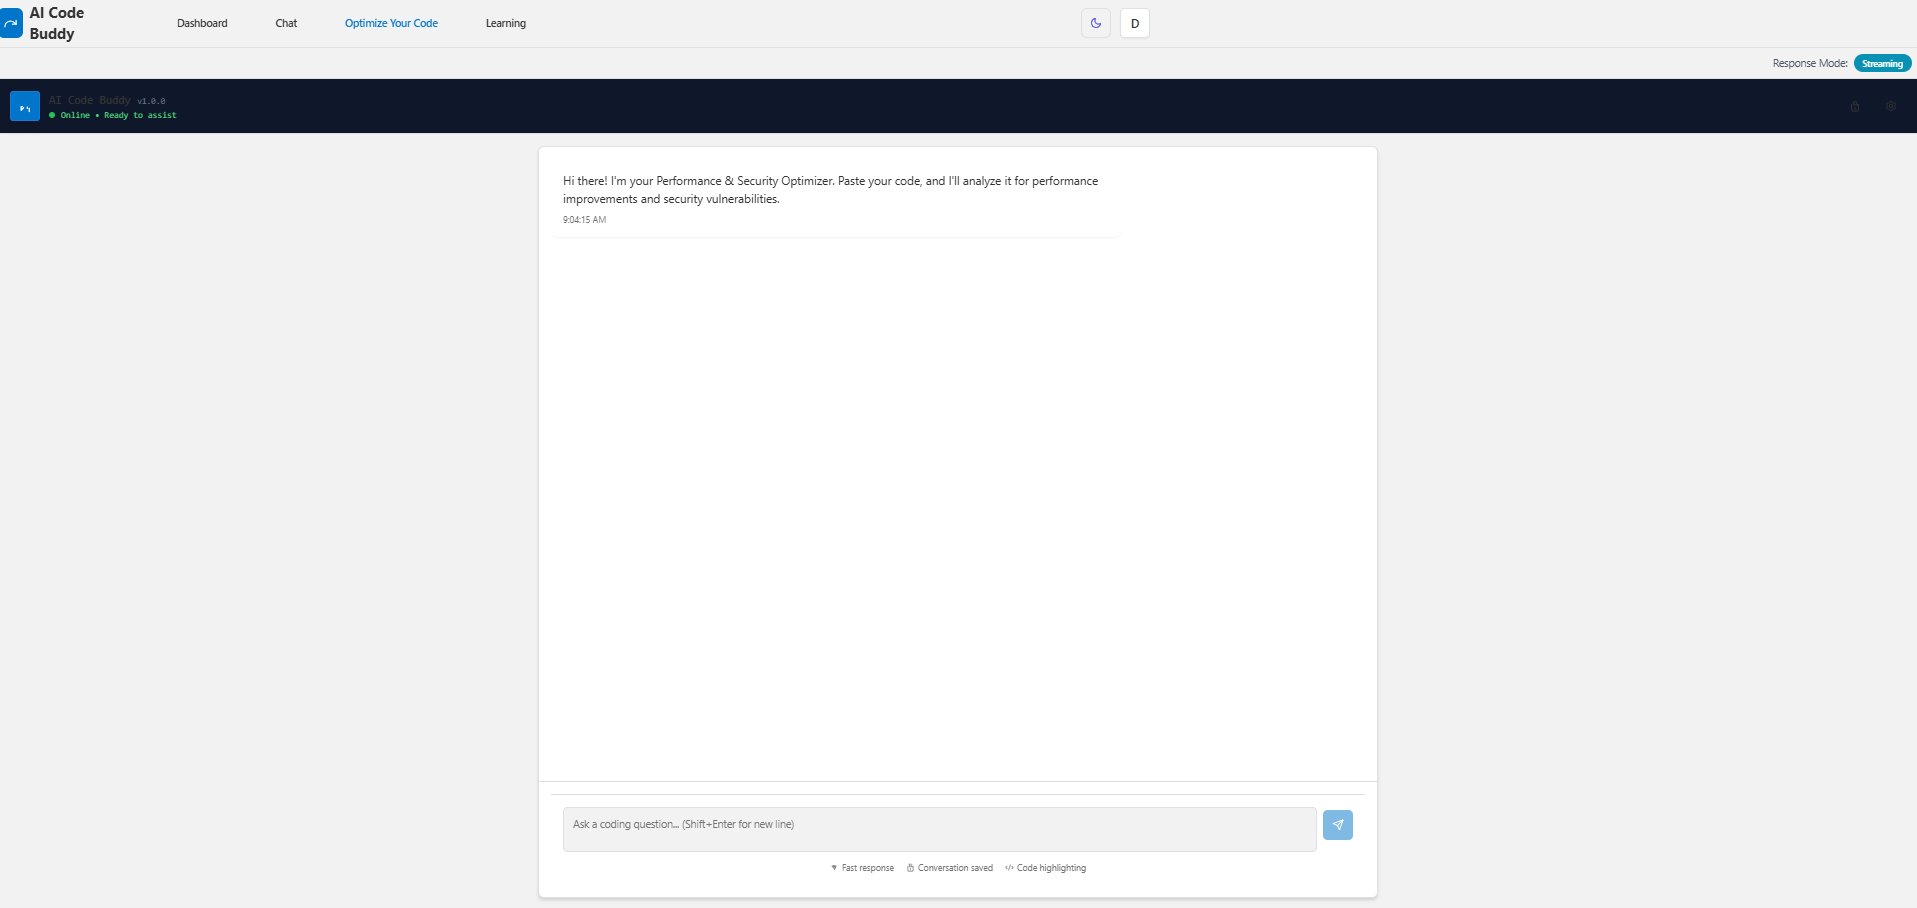 AI Code
Buddy
Dashboard
Chat
Optimize Your Code
Learning
D
Response Mode: Streaming
AI Code Buddy v1.0.0
Online • Ready to assist
Hi there! I'm your Performance & Security Optimizer. Paste your code, and I'll analyze it for performance
improvements and security vulnerabilities.
9:04:15 AM
Ask a coding question... (Shift+Enter for new line)
Fast response
Conversation saved
</> Code highlighting